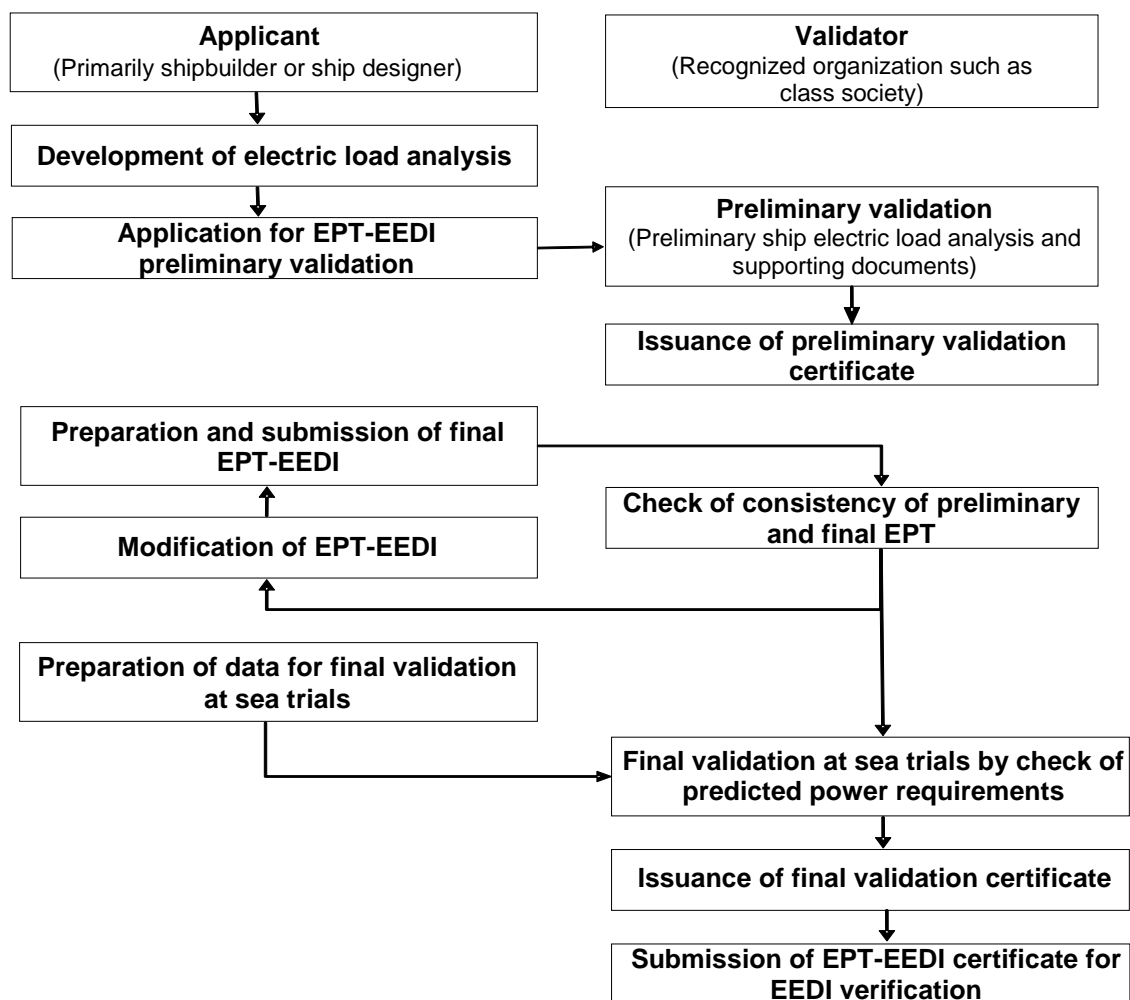 Applicant
(Primarily shipbuilder or ship designer)
Validator
(Recognized organization such as
class society)
Development of electric load analysis
Application for EPT-EEDI
preliminary validation
Preliminary validation
(Preliminary ship electric load analysis and
supporting documents)
Issuance of preliminary validation
certificate
Preparation and submission of final
EPT-EEDI
Check of consistency of preliminary
and final EPT
Modification of EPT-EEDI
Preparation of data for final validation
at sea trials
Final validation at sea trials by check of
predicted power requirements
Issuance of final validation certificate
Submission of EPT-EEDI certificate for
EEDI verification